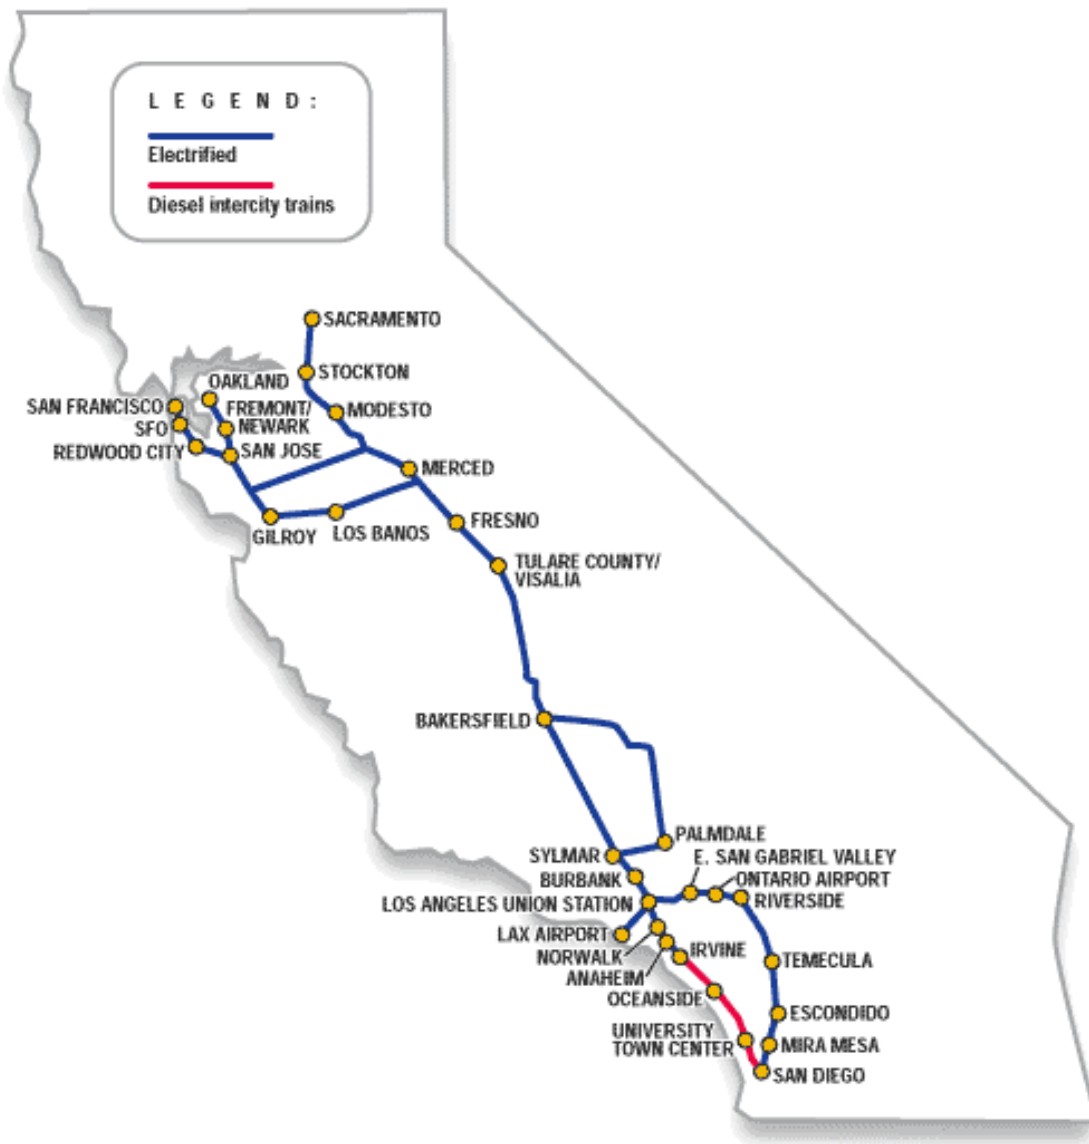 LEGEND:
Electrified
Diesel intercity trains
SACRAMENTO
STOCKTON
OAKLAND
SAN FRANCISCO
FREMONT/
NEWARK
MODESTO
SFO
REDWOOD CITY
SAN JOSE
MERCED
GILROY
LOS BANOS
FRESNO
TULARE COUNTY/
VISALIA
BAKERSFIELD
PALMDALE
SYLMAR
E. SAN GABRIEL VALLEY
BURBANK
ONTARIO AIRPORT
LOS ANGELES UNION STATION
RIVERSIDE
LAX AIRPORT
NORWALK
IRVINE
ANAHEIM
TEMECULA
OCEANSIDE
ESCONDIDO
UNIVERSITY
TOWN CENTER
MIRA MESA
SAN DIEGO